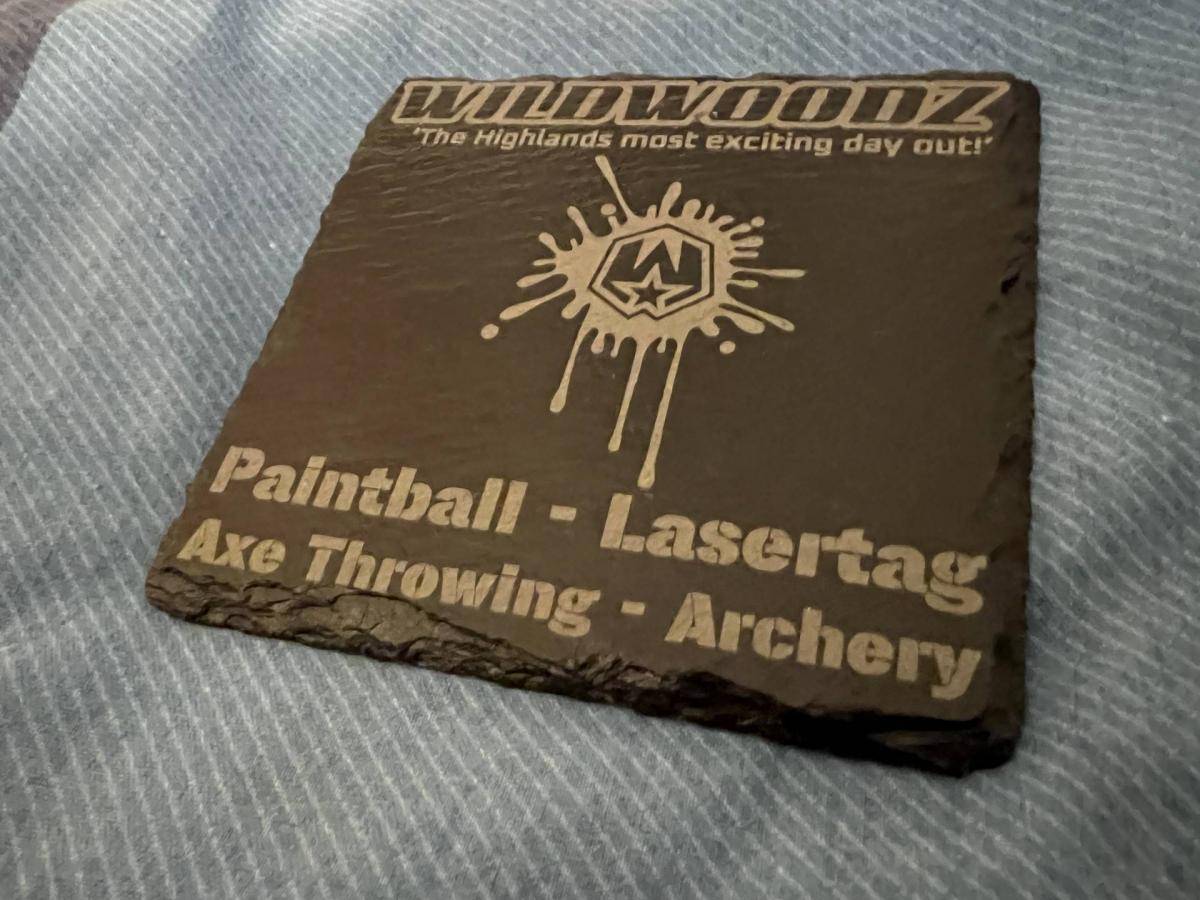 WILDWOODZ
'The Highlands most exciting day out!'
Paintball - Lasertag
Axe Throwing - Archery